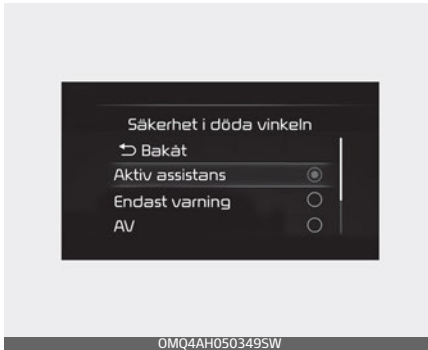 Säkerhet i döda vinkeln
Bakåt
Aktiv assistans
Endast varning
AV
OMQ4AH050349SW